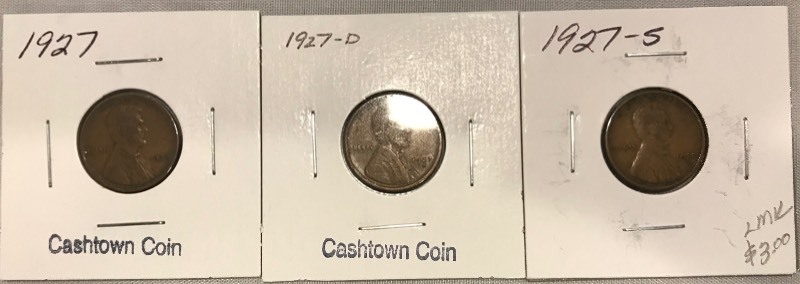 1927
1927-D
1927-S
Cashtown Coin
Cashtown Coin
LMK
$3.00